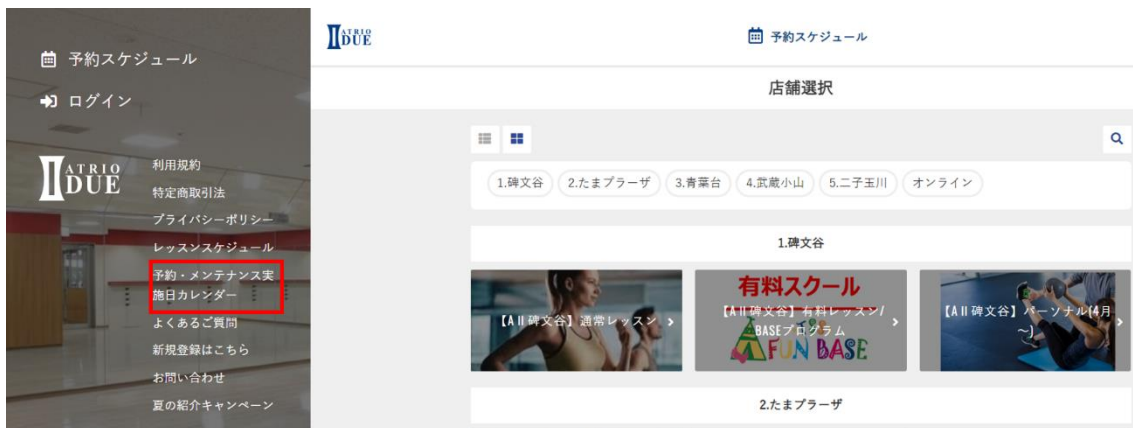 予約スケジュール
ログイン
ATRIO
DUE
利用規約
特定商取引法
プライバシーポリシー
レッスンスケジュール
予約・メンテナンス実
施日カレンダー
よくあるご質問
新規登録はこちら
お問い合わせ
夏の紹介キャンペーン
ATRIO
DUE
予約スケジュール
店舗選択
1.碑文谷
2.たまプラーザ
3.青葉台
4.武蔵小山
5.二子玉川
オンライン
1.碑文谷
【AⅡ碑文谷】通常レッスン
有料スクール
【AⅡ碑文谷】有料レッスン/
BASEプログラム
FUN BASE
【AⅡ碑文谷】パーソナル(4月
~)
2.たまプラーザ